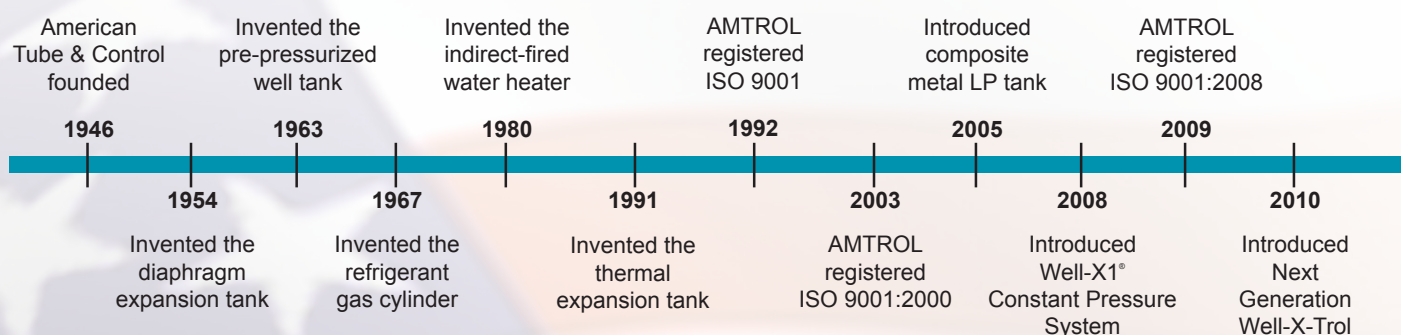 American
Tube & Control
founded
1946
Invented the
diaphragm
expansion tank
1954
Invented the
pre-pressurized
well tank
1963
Invented the
refrigerant
gas cylinder
1967
Invented the
indirect-fired
water heater
1980
Invented the
thermal
expansion tank
1991
AMTROL
registered
ISO 9001
1992
AMTROL
registered
ISO 9001:2000
2003
Introduced
composite
metal LP tank
2005
Introduced
Well-X1®
Constant Pressure
System
2008
AMTROL
registered
ISO 9001:2008
2009
Introduced
Next
Generation
Well-X-Trol
2010